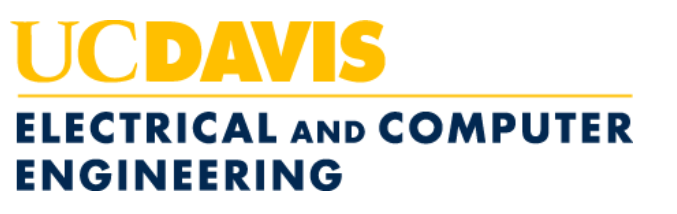 UCDAVIS
ELECTRICAL AND COMPUTER
ENGINEERING